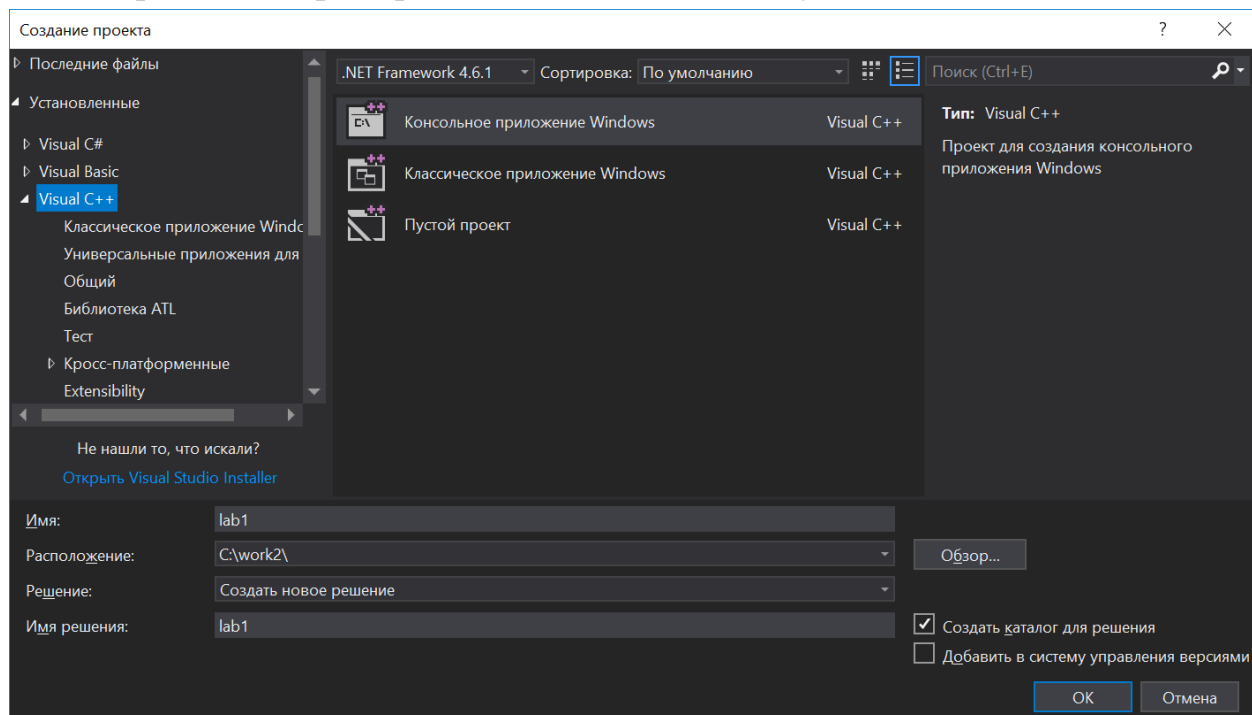 Создание проекта
?
Последние файлы
Установленные
Visual C#
Visual Basic
Visual C++
Классическое приложение Windo
Универсальные приложения для
Общий
Библиотека ATL
Тест
Кросс-платформенные
Extensibility
Не нашли то, что искали?
Открыть Visual Studio Installer
.NET Framework 4.6.1 Сортировка: По умолчанию
Консольное приложение Windows Visual C++
Классическое приложение Windows Visual C++
Пустой проект Visual C++
Поиск (Ctrl+E)
Тип: Visual C++
Проект для создания консольного
приложения Windows
Имя: lab1
Расположение: C:\work2\ Обзор...
Решение: Создать новое решение
Имя решения: lab1
Создать каталог для решения
Добавить в систему управления версиями
ОК Отмена